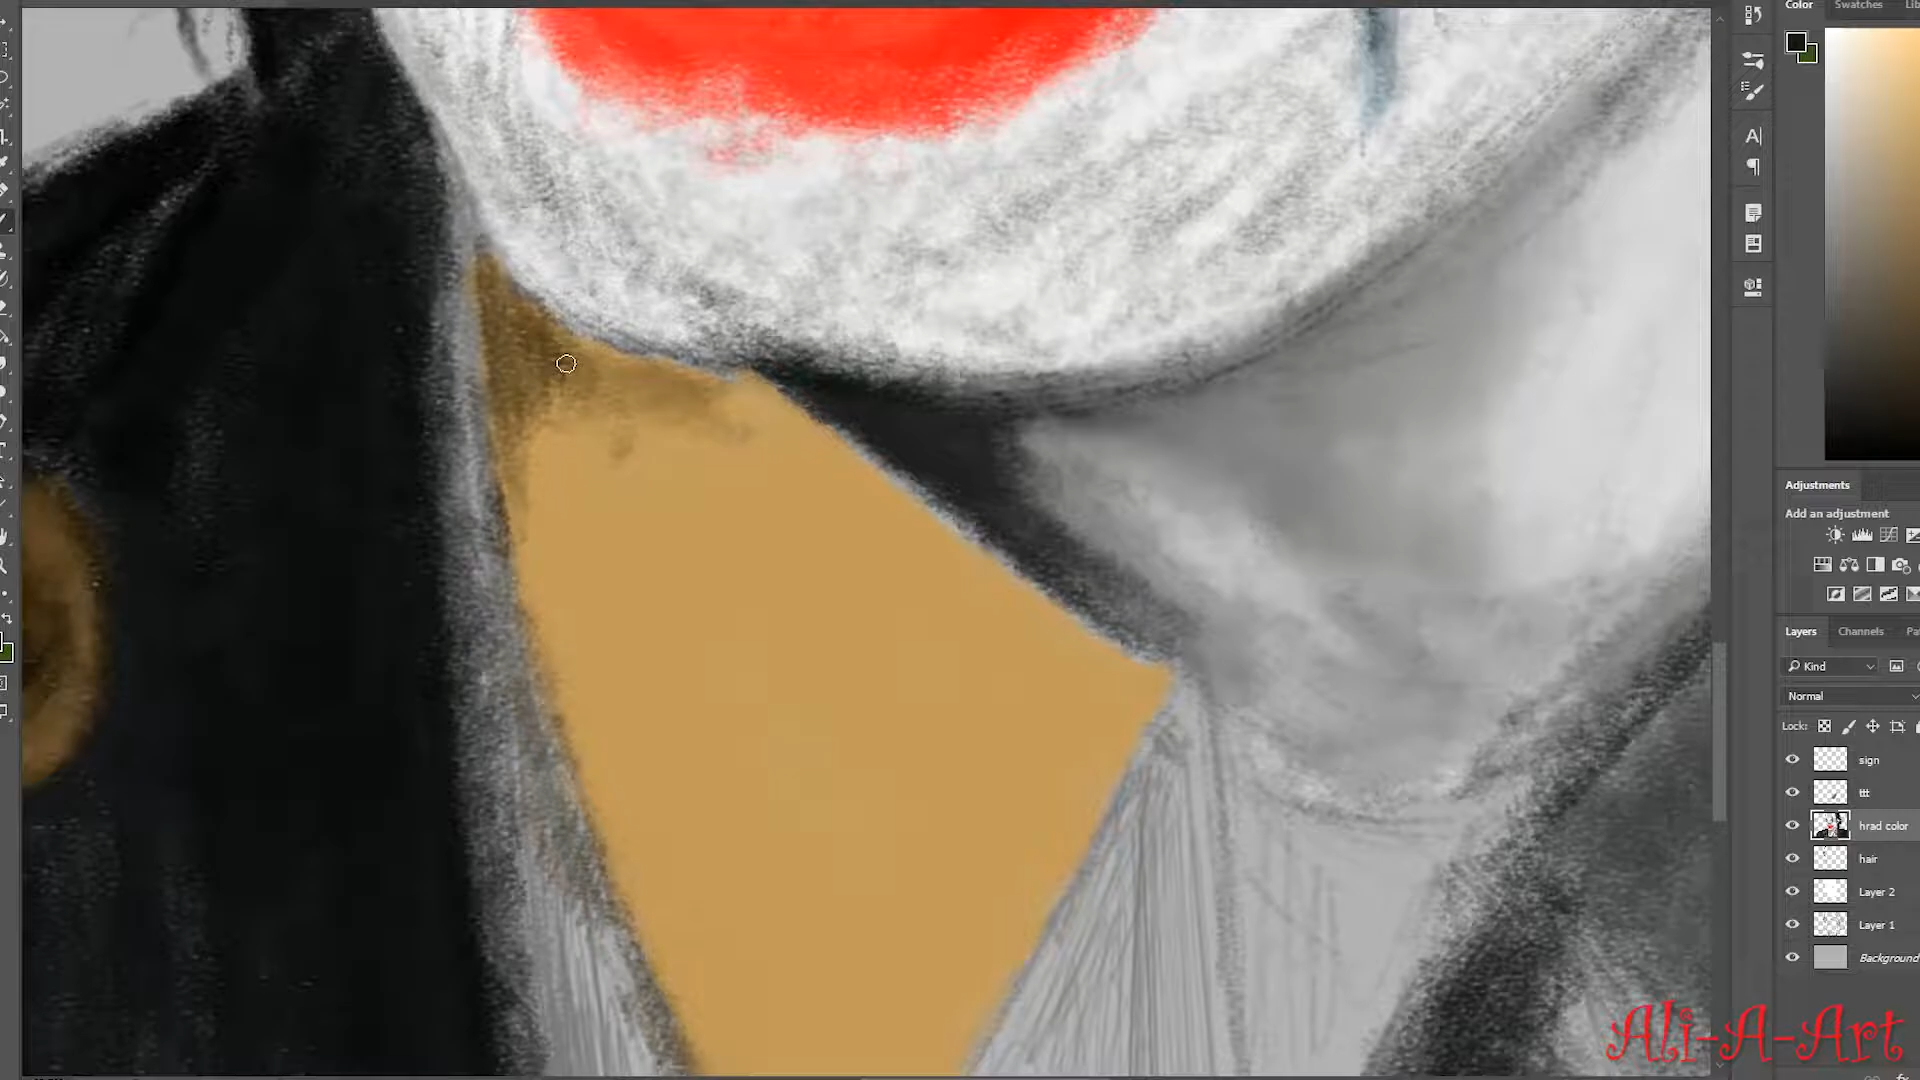 Color Swatches Lib
Adjustments
Add an adjustment
Layers Channels Pa
Kind
Normal
Lock:
sign
ttt
hrad color
hair
Layer 2
Layer 1
Background
Ali-A-Art